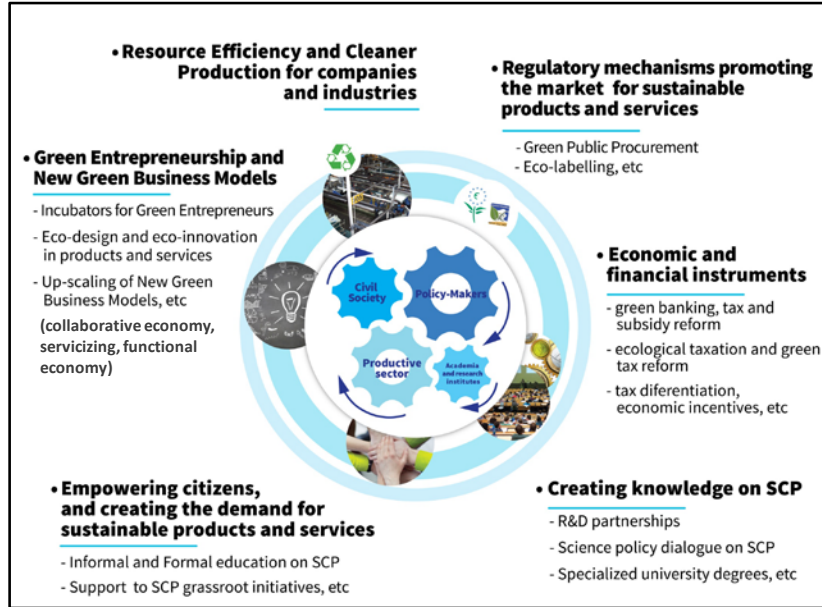 • Resource Efficiency and Cleaner
Production for companies
and industries
• Regulatory mechanisms promoting
the market for sustainable
products and services
- Green Public Procurement
- Eco-labelling, etc
• Green Entrepreneurship and
New Green Business Models
- Incubators for Green Entrepreneurs
- Eco-design and eco-innovation
in products and services
- Up-scaling of New Green
Business Models, etc
(collaborative economy,
servicizing, functional
economy)
Civil
Society
Policy-Makers
Productive
sector
Academia
and research
institutes
• Economic and
financial instruments
- green banking, tax and
subsidy reform
- ecological taxation and green
tax reform
- tax diferentiation,
economic incentives, etc
• Empowering citizens,
and creating the demand for
sustainable products and services
- Informal and Formal education on SCP
- Support to SCP grassroot initiatives, etc
• Creating knowledge on SCP
- R&D partnerships
- Science policy dialogue on SCP
- Specialized university degrees, etc